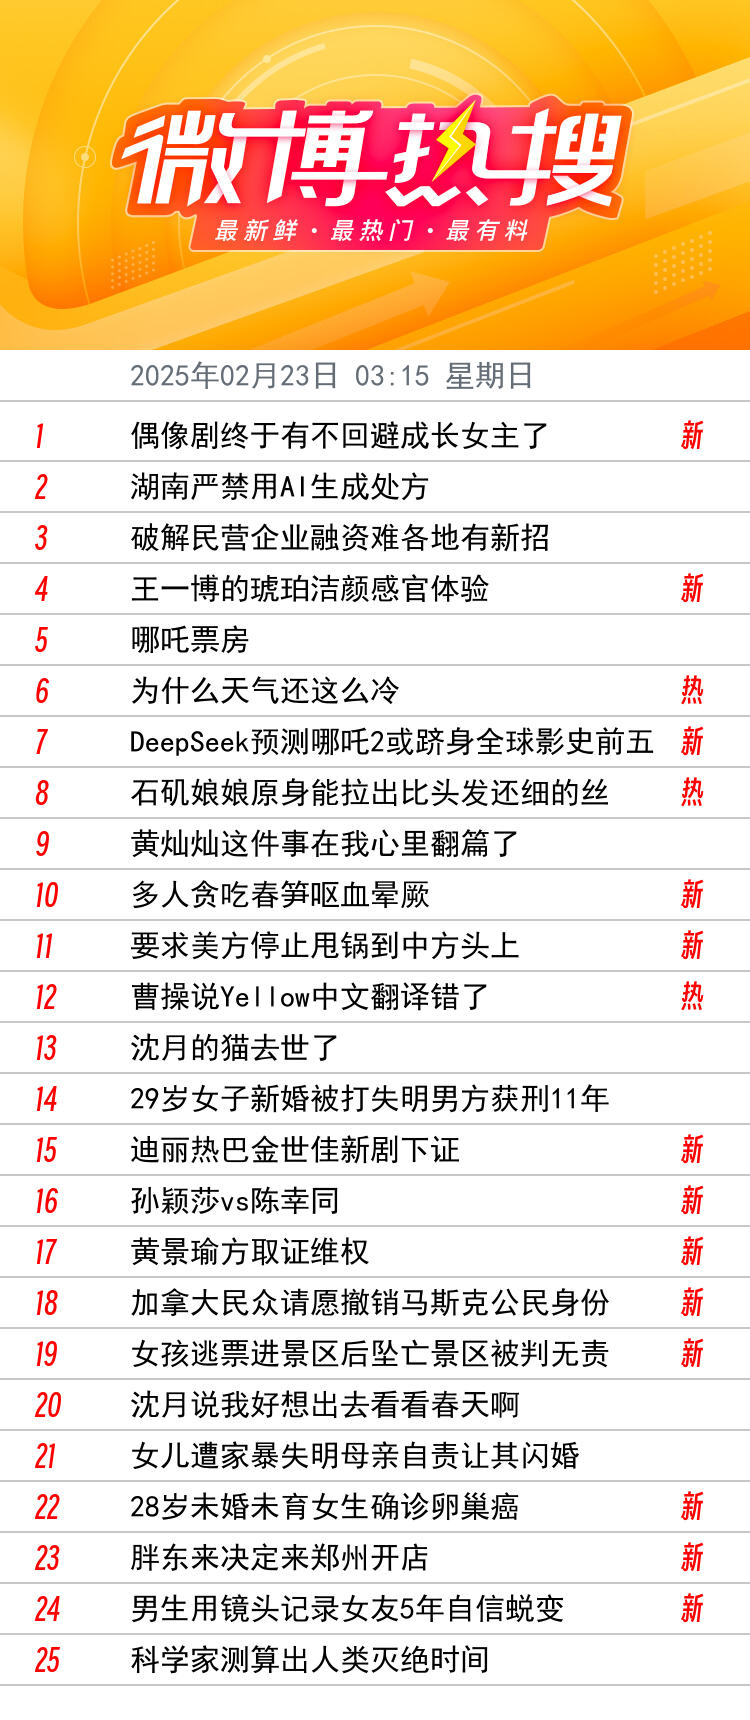 微博热搜
最新鲜·最热门·最有料
2025年02月23日 03:15 星期日
1 偶像剧终于有不回避成长女主了 新
2 湖南严禁用AI生成处方
3 破解民营企业融资难各地有新招
4 王一博的琥珀洁颜感官体验 新
5 哪吒票房
6 为什么天气还这么冷 热
7 DeepSeek预测哪吒2或跻身全球影史前五 新
8 石矶娘娘原身能拉出比头发还细的丝 热
9 黄灿灿这件事在我心里翻篇了
10 多人贪吃春笋呕血晕厥 新
11 要求美方停止甩锅到中方头上 新
12 曹操说Yellow中文翻译错了 热
13 沈月的猫去世了
14 29岁女子新婚被打失明男方获刑11年
15 迪丽热巴金世佳新剧下证 新
16 孙颖莎vs陈幸同 新
17 黄景瑜方取证维权 新
18 加拿大民众请愿撤销马斯克公民身份 新
19 女孩逃票进景区后坠亡景区被判无责 新
20 沈月说我好想出去看看春天啊
21 女儿遭家暴失明母亲自责让其闪婚
22 28岁未婚未育女生确诊卵巢癌 新
23 胖东来决定来郑州开店 新
24 男生用镜头记录女友5年自信蜕变 新
25 科学家测算出人类灭绝时间